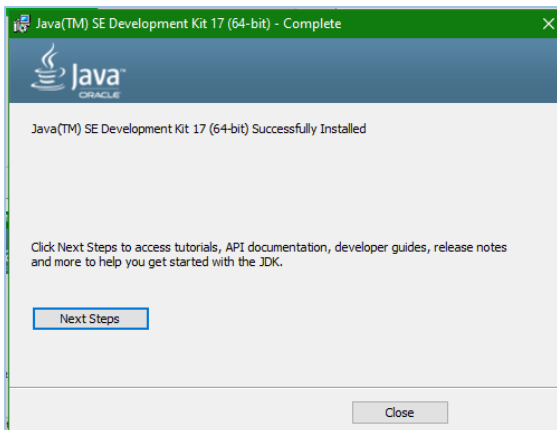 Java(TM) SE Development Kit 17 (64-bit) - Complete
Java™
ORACLE
Java(TM) SE Development Kit 17 (64-bit) Successfully Installed
Click Next Steps to access tutorials, API documentation, developer guides, release notes
and more to help you get started with the JDK.
Next Steps
Close